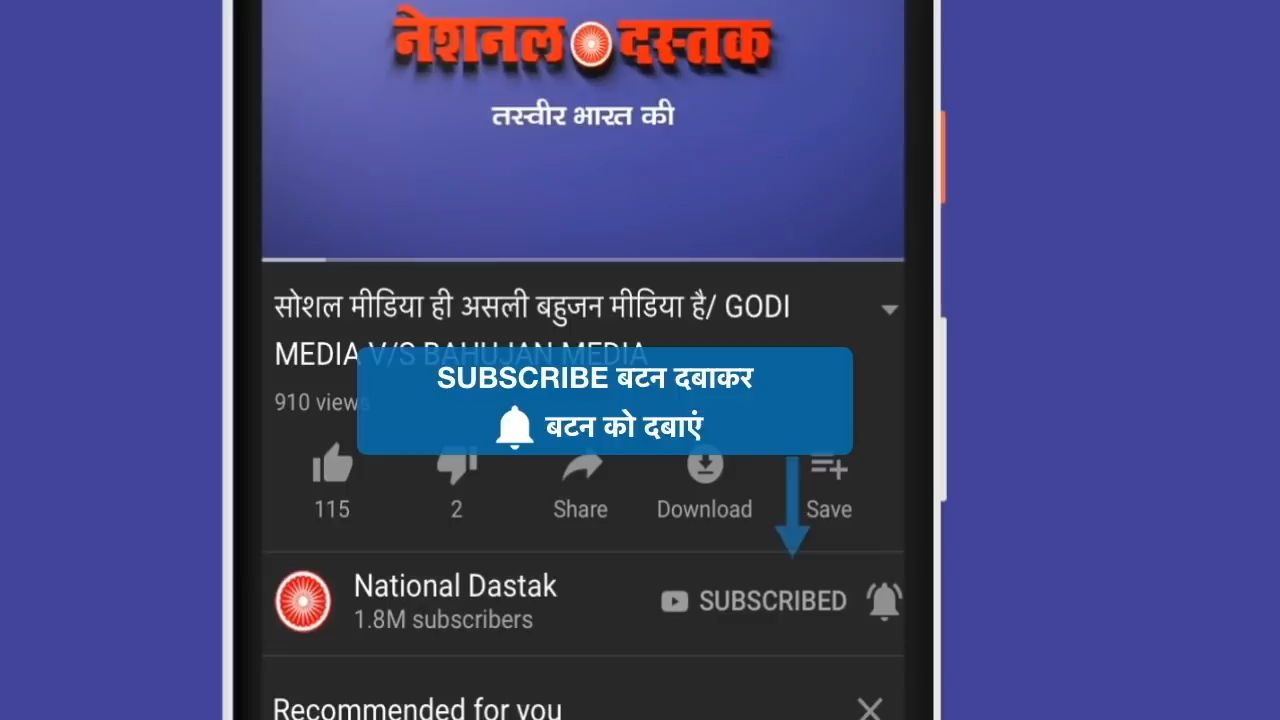 नेशनल दस्तक
तस्वीर भारत की
सोशल मीडिया ही असली बहुजन मीडिया है/ GODI
MEDIA V/S BAHUJAN MEDIA
910 views
SUBSCRIBE बटन दबाकर
बटन को दबाएं
115
2
Share
Download
Save
National Dastak
1.8M subscribers
SUBSCRIBED
Recommended for you